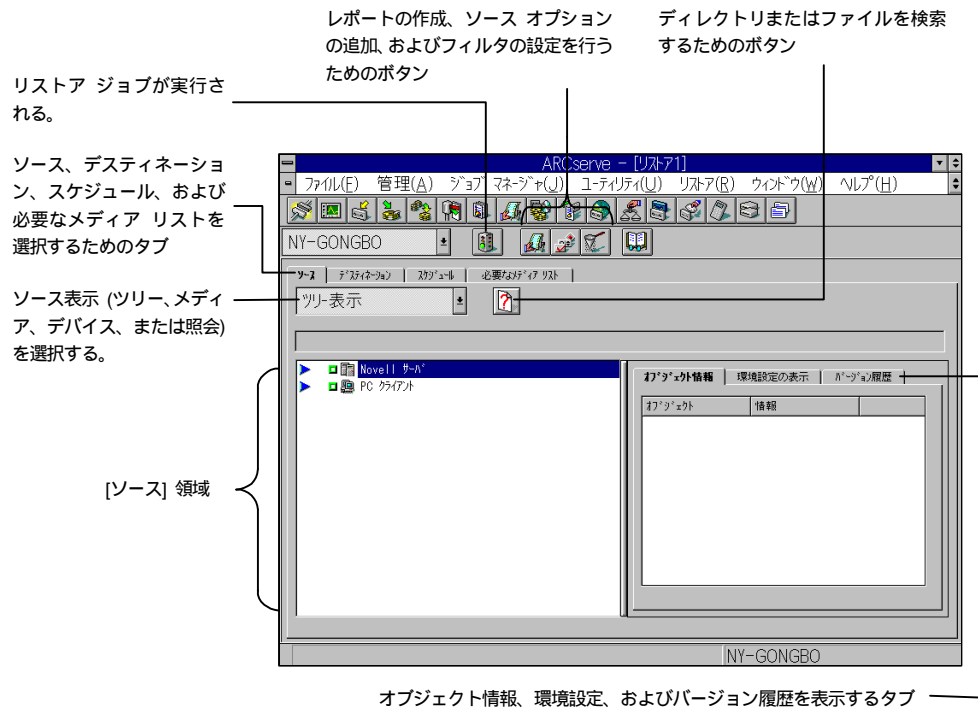 レポートの作成、ソース オプション
の追加、およびフィルタの設定を行う
ためのボタン
ディレクトリまたはファイルを検索
するためのボタン
リストア ジョブが実行さ
れる。
ソース、デスティネーショ
ン、スケジュール、および
必要なメディア リストを
選択するためのタブ
ソース表示 (ツリー、メディ
ア、デバイス、または照会)
を選択する。
[ソース] 領域
ARCserve - [ﾘｽﾄｱ1]
ファイル(F) 管理(A) ジョブ マネージャ(J) ユーティリティ(U) リストア(R) ウィンドウ(W) ヘルプ(H)
NY-GONGBO
ソース デスティネーション スケジュール 必要なメディア リスト
ツリー表示
Novell サーバ
PC クライアント
オブジェクト情報 環境設定の表示 バージョン履歴
オブジェクト 情報
NY-GONGBO
オブジェクト情報、環境設定、およびバージョン履歴を表示するタブ